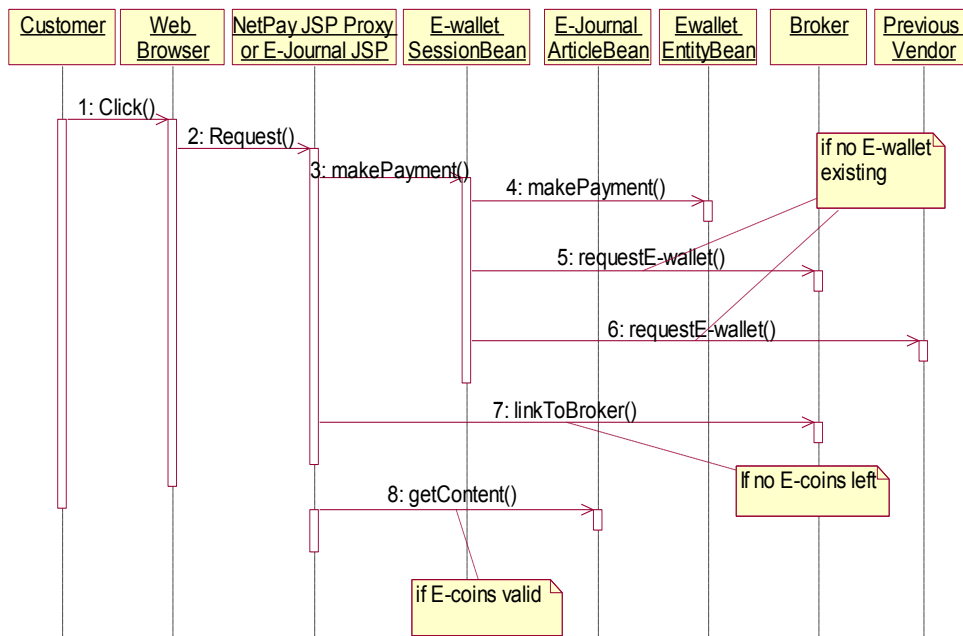 Customer
Web
Browser
NetPay JSP Proxy
or E-Journal JSP
E-wallet
SessionBean
E-Journal
ArticleBean
Ewallet
EntityBean
Broker
Previous
Vendor
1: Click()
2: Request()
if no E-wallet
existing
3: makePayment()
4: makePayment()
5: requestE-wallet()
6: requestE-wallet()
7: linkToBroker()
If no E-coins left
8: getContent()
if E-coins valid